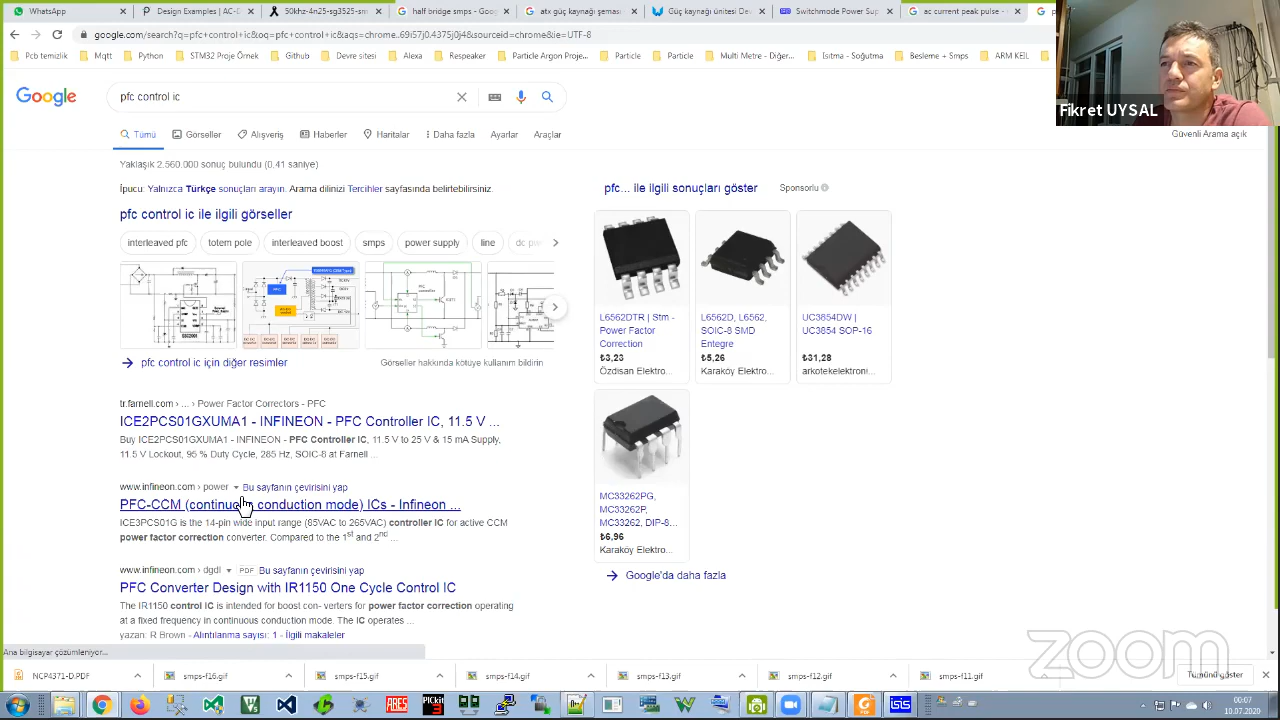 WhatsApp
Design Examples | AC-D
50khz-4n25-sg3525-smr
half bridge smps - Goo
atx güç kaynağı şeması
Güç kaynağı ünitesi De
Switchmode Power Sup
ac current peak pulse -
google.com/search?q=pfc+control+ic&oq=pfc+control+ic&aqs=chrome..69i57j0.4375j0j4&sourceid=chrome&ie=UTF-8
Pcb temizlik
Mqtt
Python
STM32 Proje Örnek
Github
Devre sitesi
Alexa
Respeaker
Particle Argon Proje...
Particle
Particle
Multi Metre - Diğer...
Isıtma - Soğutma
Besleme + Smps
ARM KEİL
Fikret UYSAL
Google
pfc control ic
Tümü
Görseller
Alışveriş
Haberler
Haritalar
Daha fazla
Ayarlar
Araçlar
Güvenli Arama açık
Yaklaşık 2.560.000 sonuç bulundu (0,41 saniye)
İpucu: Yalnızca Türkçe sonuçları arayın. Arama dilinizi Tercihler sayfasında belirtebilirsiniz.
pfc control ic ile ilgili görseller
interleaved pfc
totem pole
interleaved boost
smps
power supply
line
dc po
pfc control ic için diğer resimler
Görseller hakkında kötüye kullanım bildirin
tr.farnell.com › ... › Power Factor Correctors - PFC
ICE2PCS01GXUMA1 - INFINEON - PFC Controller IC, 11.5 V ...
Buy ICE2PCS01GXUMA1 - INFINEON - PFC Controller IC, 11.5 V to 25 V & 15 mA Supply,
11.5 V Lockout, 95 % Duty Cycle, 285 Hz, SOIC-8 at Farnell ...
www.infineon.com › power
Bu sayfanın çevirisini yap
PFC-CCM (continuous conduction mode) ICs - Infineon ...
ICE3PCS01G is the 14-pin wide input range (85VAC to 265VAC) controller IC for active CCM
power factor correction converter. Compared to the 1st and 2nd ...
www.infineon.com › dgdl
PDF
Bu sayfanın çevirisini yap
PFC Converter Design with IR1150 One Cycle Control IC
The IR1150 control IC is intended for boost con- verters for power factor correction operating
at a fixed frequency in continuous conduction mode. The IC operates ...
yazan: R Brown - Alıntılanma sayısı: 1 - İlgili makaleler
pfc... ile ilgili sonuçları göster
Sponsorlu
L6562DTR | Stm -
Power Factor
Correction
₺3,23
Özdisan Elektro...
L6562D, L6562,
SOIC-8 SMD
Entegre
₺5,26
Karaköy Elektro...
UC3854DW |
UC3854 SOP-16
₺31,28
arkotekelektroni...
MC33262PG,
MC33262P,
MC33262, DIP-8...
₺6,96
Karaköy Elektro...
Google'da daha fazla
Ana bilgisayar çözümleniyor...
zoom
NCP4371-D.PDF
smps-f16.gif
smps-f15.gif
smps-f14.gif
smps-f13.gif
smps-f12.gif
smps-f11.gif
Tümünü göster
ARES
PICkit
isis
00:07
10.07.2020